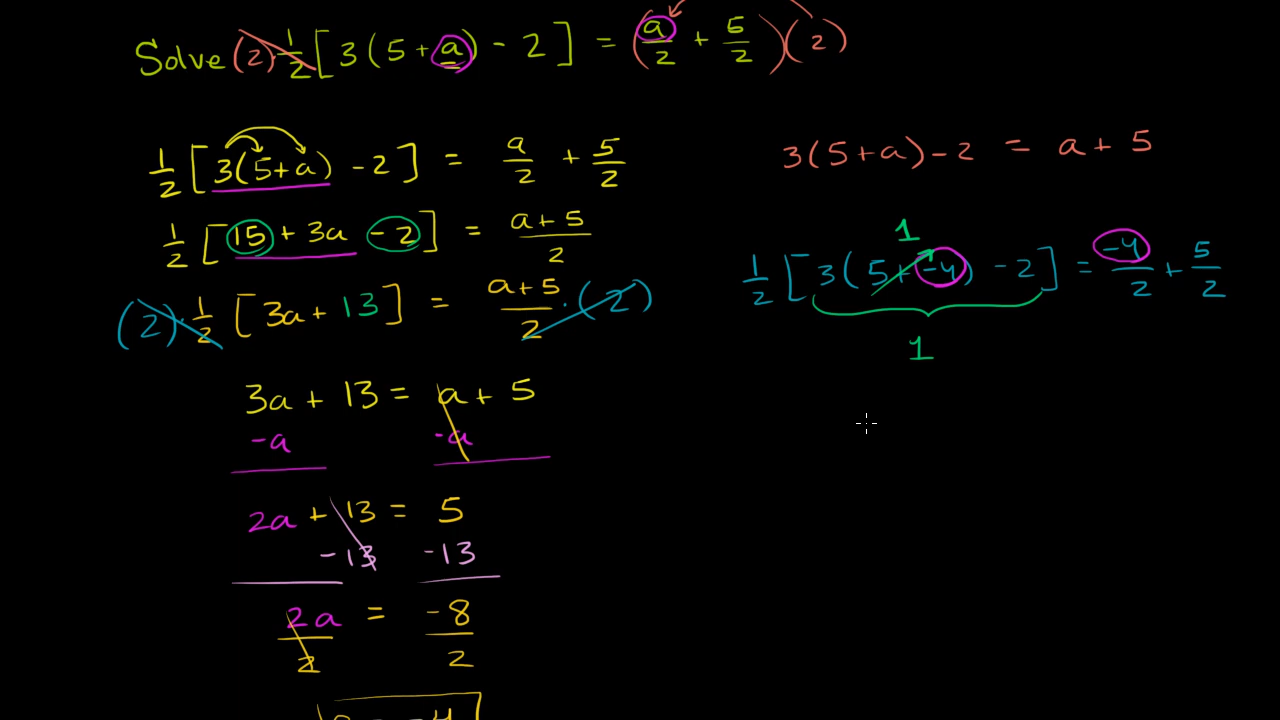 Solve (2)·1/2[3(5+a)-2] = (a/2 + 5/2)(2)
1/2[3(5+a)-2] = a/2 + 5/2
1/2[15+3a-2] = a+5/2
(2)·1/2[3a+13] = a+5/2·(2)
3a+13 = a+5
-a -a
2a+13 = 5
-13 -13
2a/2 = -8/2
a = -4
3(5+a)-2 = a+5
1
1/2[3(5+-4)-2] = -4/2+5/2
1